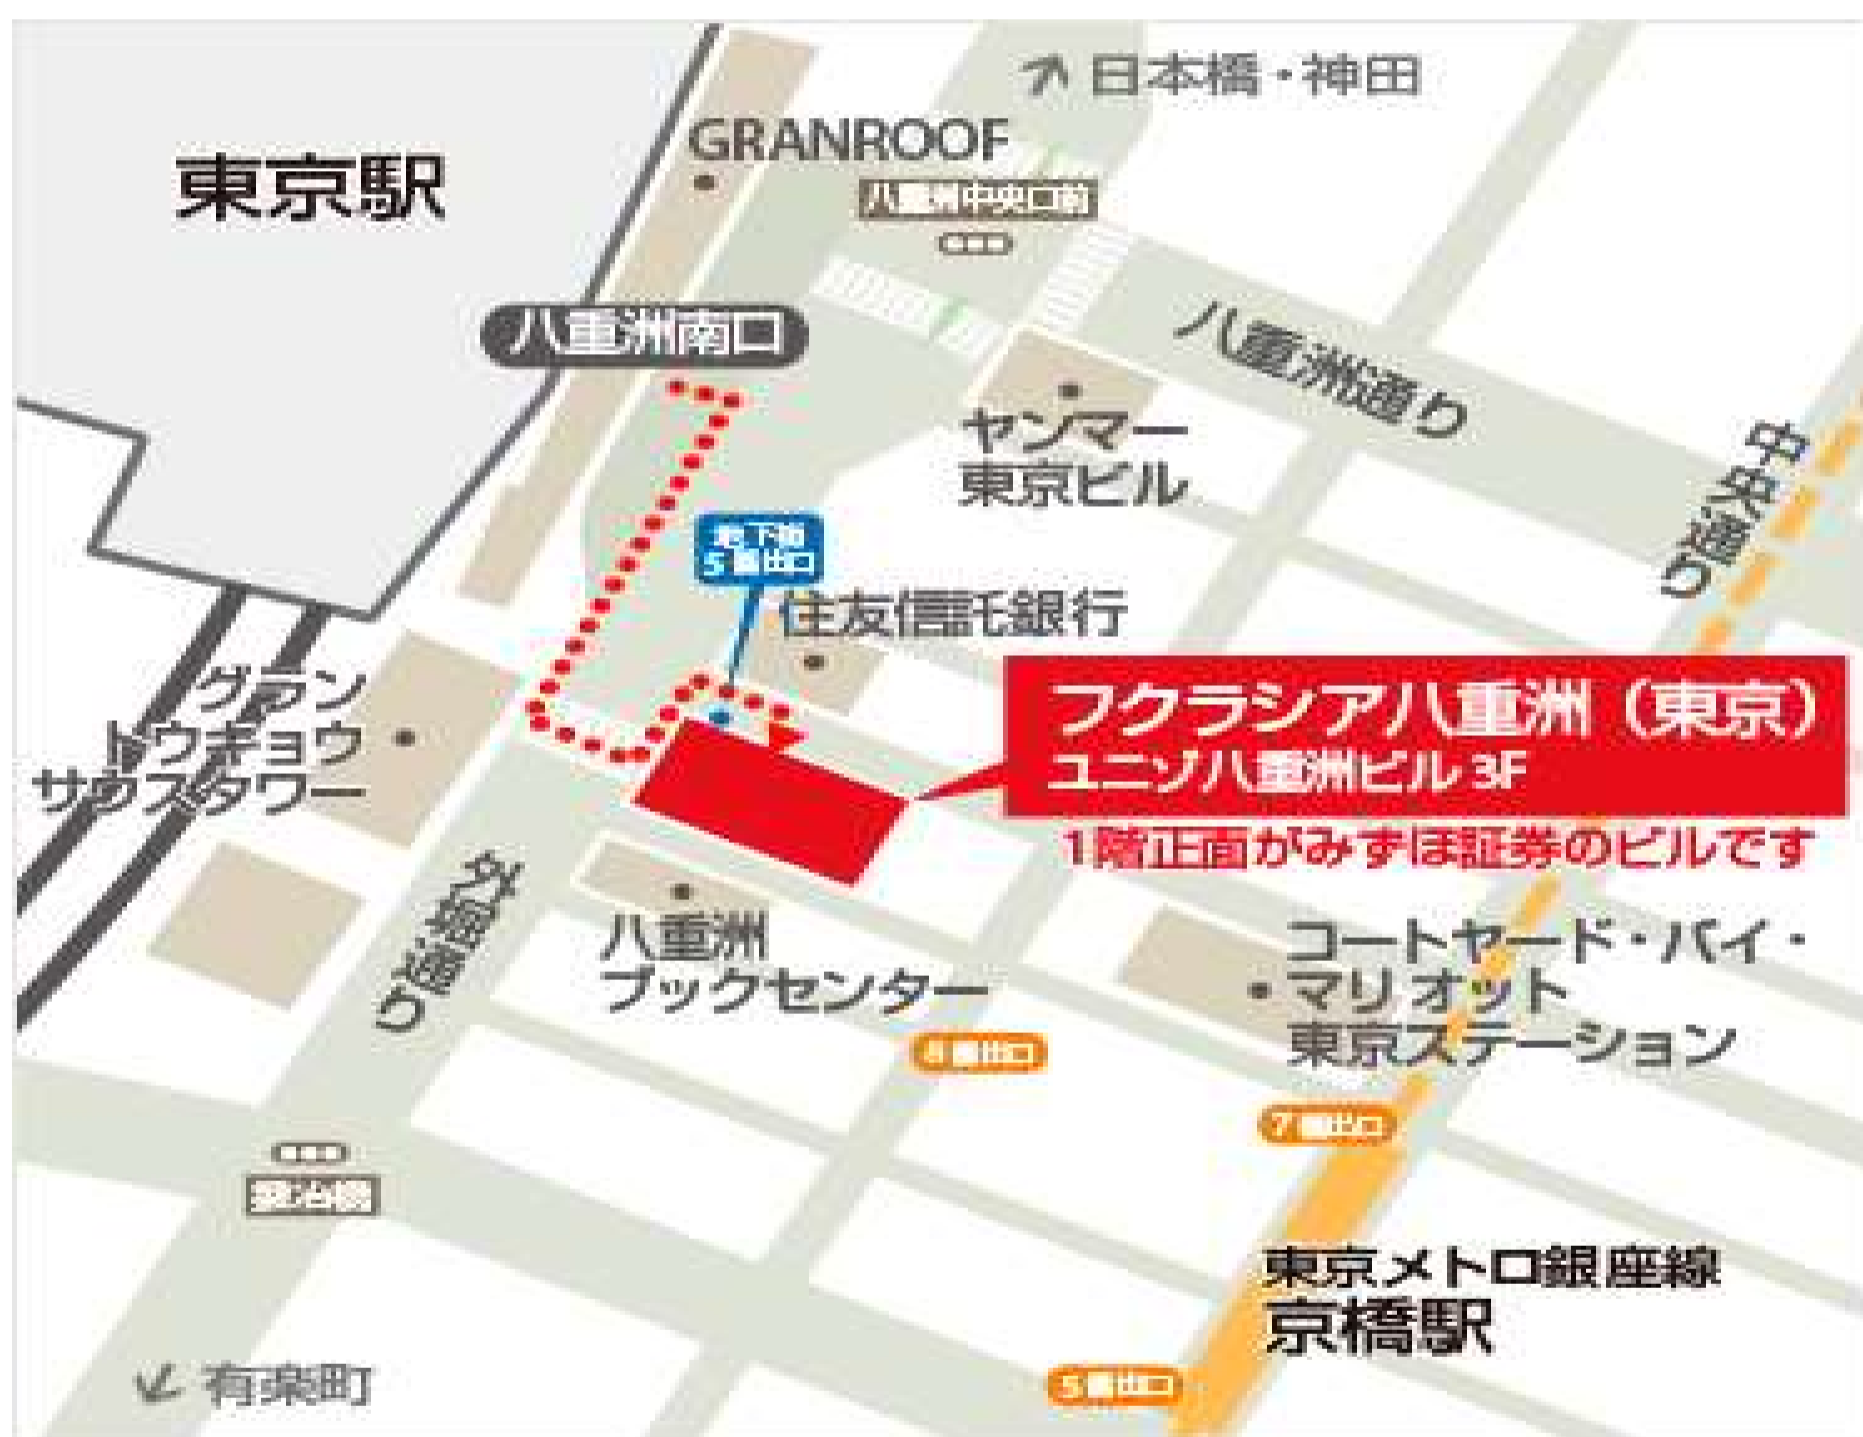 日本橋・神田
GRANROOF
東京駅
八重洲中央口前
八重洲南口
八重洲通り
ヤンマー
東京ビル
中央通り
地下街
5番出口
住友信託銀行
グラン
トウキョウ
サウスタワー
フクラシア八重洲（東京）
ユニゾ八重洲ビル 3F
1階正面がみずほ証券のビルです
外堀通り
八重洲
ブックセンター
コートヤード・バイ・
マリオット
東京ステーション
7番出口
鍛冶橋
東京メトロ銀座線
京橋駅
5番出口
有楽町